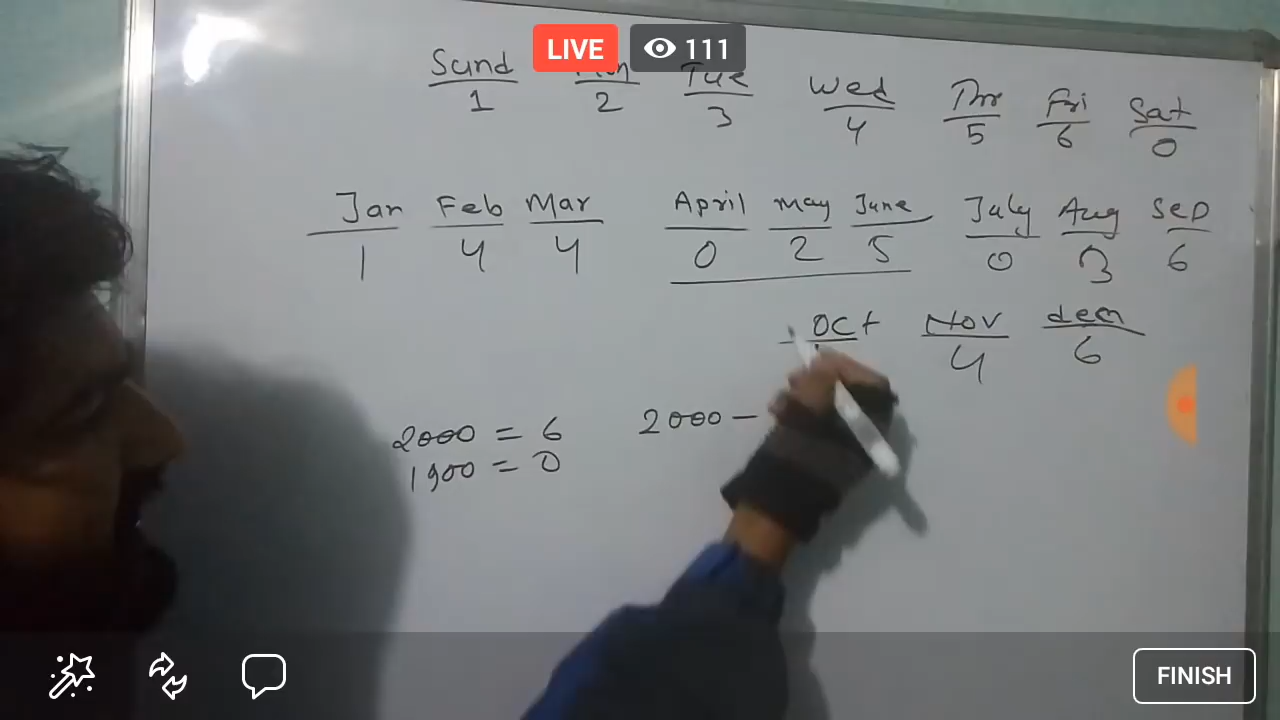 LIVE 111
Sund Mon Tue Wed Thr Fri Sat
1 2 3 4 5 6 0
Jan Feb Mar April May June July Aug Sep
1 4 4 0 2 5 0 3 6
Oct Nov dem
4 6
2000 = 6 2000 –
1900 = 0
FINISH